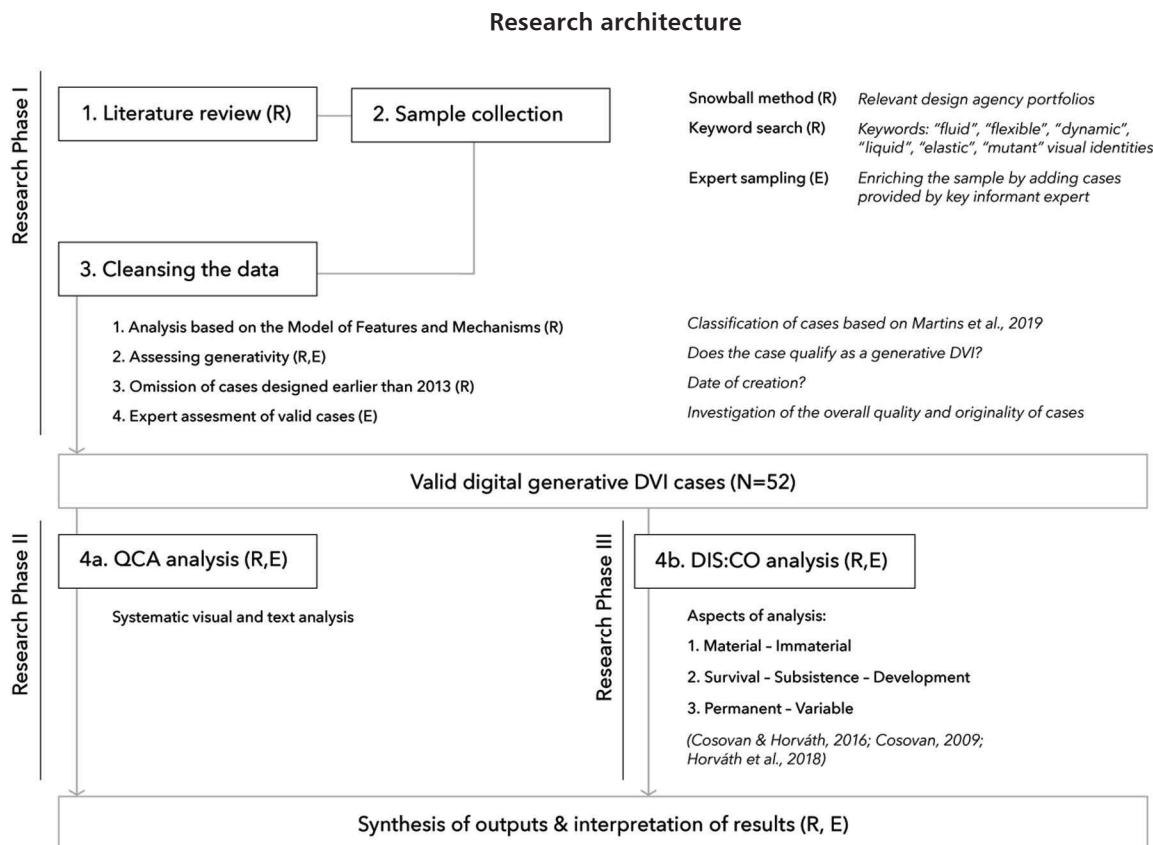 Research architecture
Research Phase I
1. Literature review (R)
2. Sample collection
Snowball method (R)
Relevant design agency portfolios
Keyword search (R)
Keywords: “fluid”, “flexible”, “dynamic”,
“liquid”, “elastic”, “mutant” visual identities
Expert sampling (E)
Enriching the sample by adding cases
provided by key informant expert
3. Cleansing the data
1. Analysis based on the Model of Features and Mechanisms (R)
Classification of cases based on Martins et al., 2019
2. Assessing generativity (R,E)
Does the case qualify as a generative DVI?
3. Omission of cases designed earlier than 2013 (R)
Date of creation?
4. Expert assesment of valid cases (E)
Investigation of the overall quality and originality of cases
Valid digital generative DVI cases (N=52)
Research Phase II
4a. QCA analysis (R,E)
Systematic visual and text analysis
Research Phase III
4b. DIS:CO analysis (R,E)
Aspects of analysis:
1. Material – Immaterial
2. Survival – Subsistence – Development
3. Permanent – Variable
(Cosovan & Horváth, 2016; Cosovan, 2009;
Horváth et al., 2018)
Synthesis of outputs & interpretation of results (R, E)